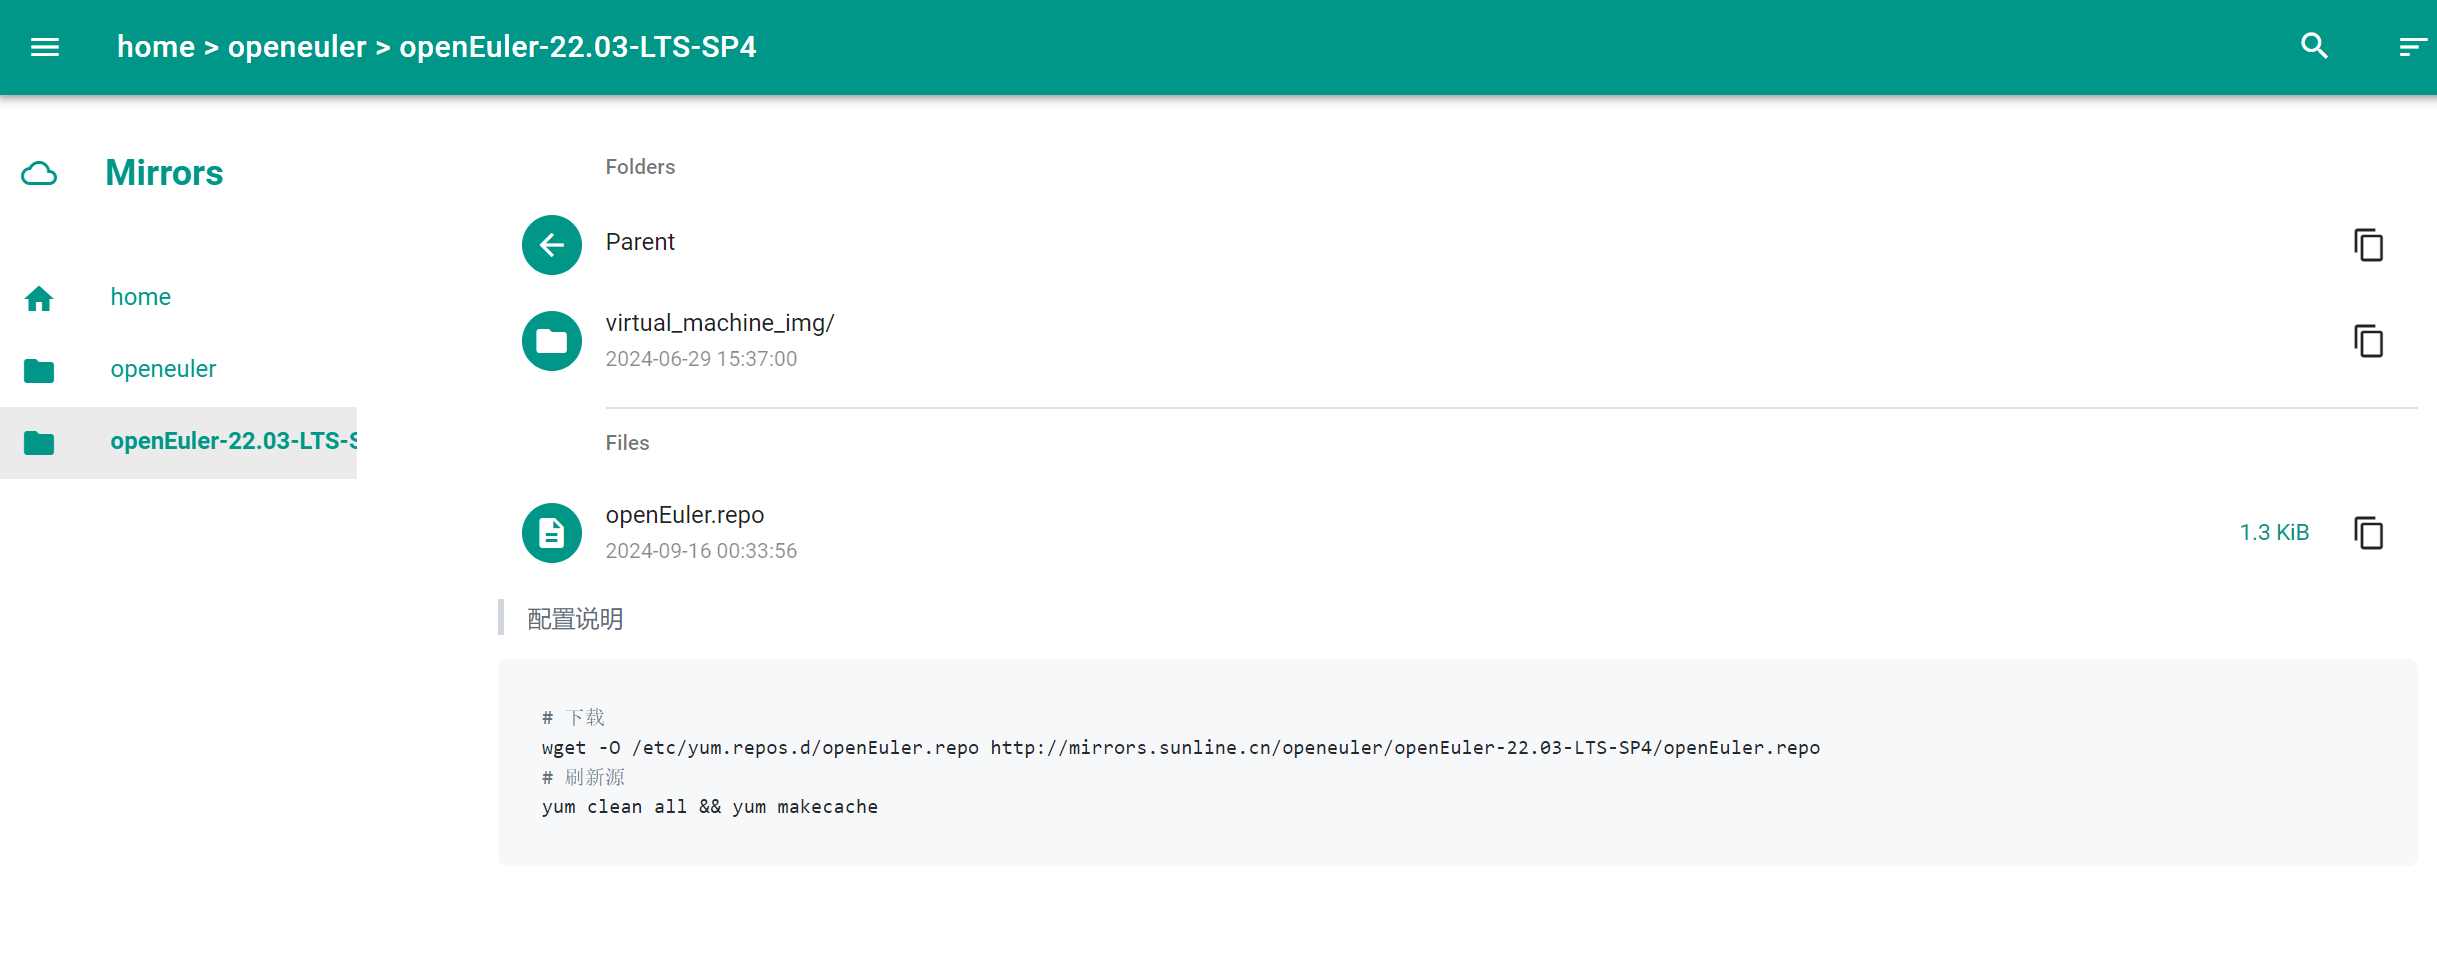 home > openeuler > openEuler-22.03-LTS-SP4
Mirrors
home
openeuler
openEuler-22.03-LTS-S
Folders
Parent
virtual_machine_img/
2024-06-29 15:37:00
Files
openEuler.repo
2024-09-16 00:33:56
1.3 KiB
配置说明
# 下载
wget -O /etc/yum.repos.d/openEuler.repo http://mirrors.sunline.cn/openeuler/openEuler-22.03-LTS-SP4/openEuler.repo
# 刷新源
yum clean all && yum makecache